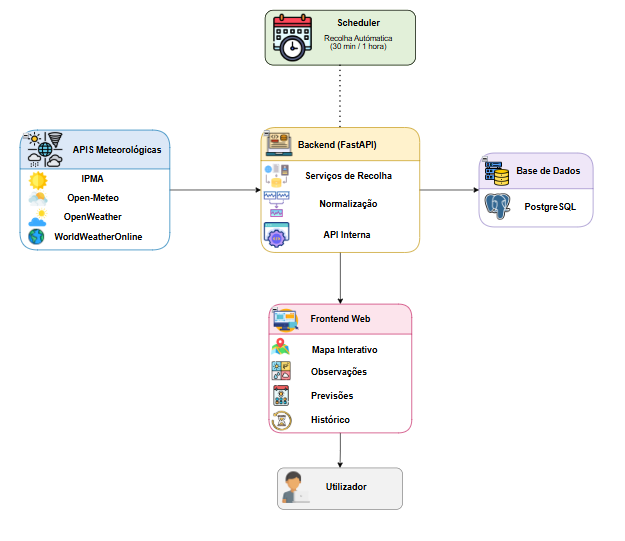 Scheduler
Recolha Autómatica
(30 min / 1 hora)
APIS Meteorológicas
IPMA
Open-Meteo
OpenWeather
WorldWeatherOnline
Backend (FastAPI)
Serviços de Recolha
Normalização
API Interna
Base de Dados
PostgreSQL
Frontend Web
Mapa Interativo
Observações
Previsões
Histórico
Utilizador